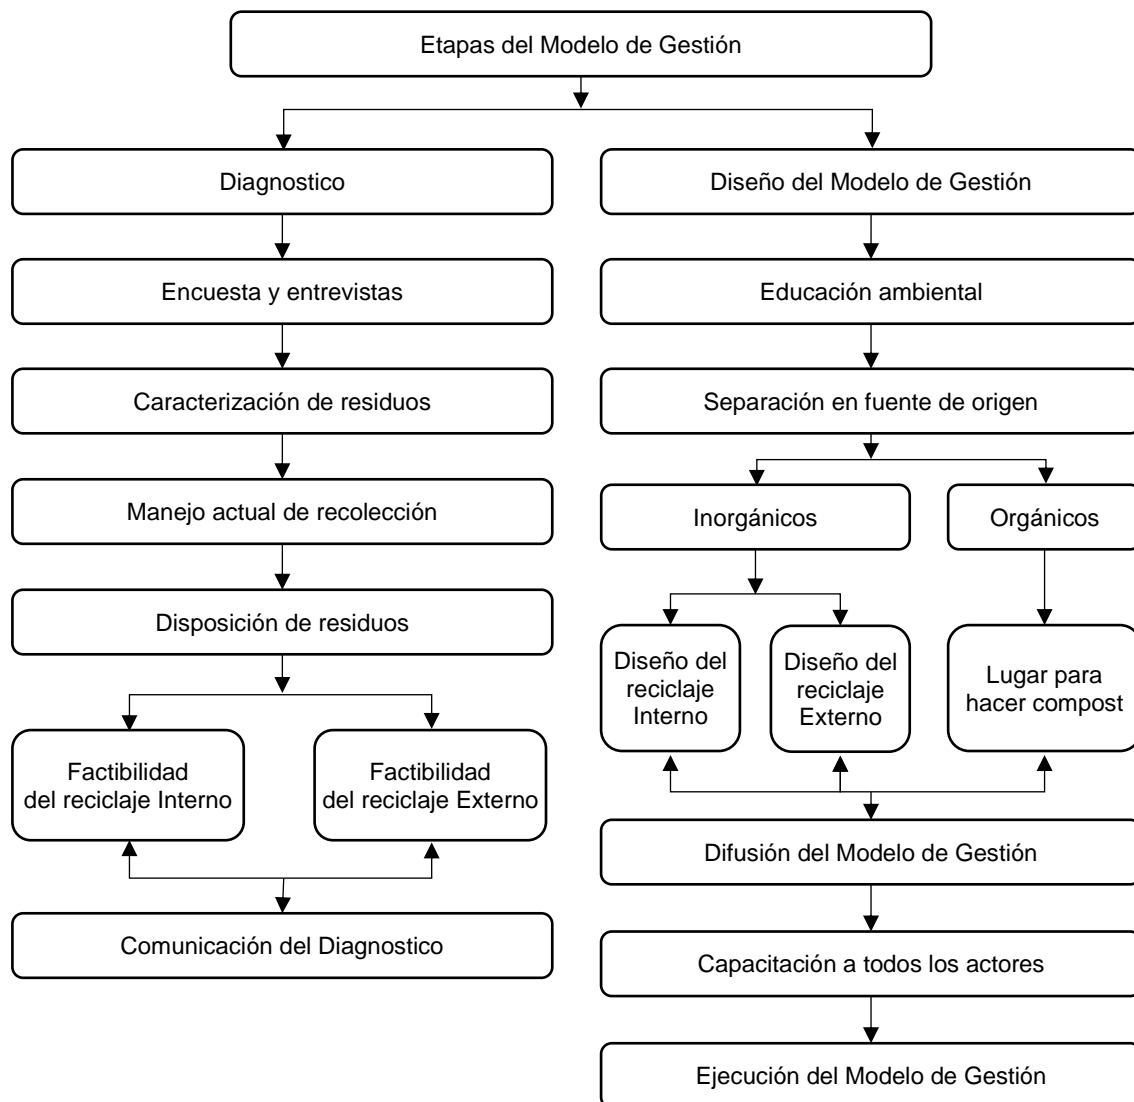 Etapas del Modelo de Gestión
Diagnostico
Encuesta y entrevistas
Caracterización de residuos
Manejo actual de recolección
Disposición de residuos
Factibilidad
del reciclaje Interno
Factibilidad
del reciclaje Externo
Comunicación del Diagnostico
Diseño del Modelo de Gestión
Educación ambiental
Separación en fuente de origen
Inorgánicos
Orgánicos
Diseño del
reciclaje
Interno
Diseño del
reciclaje
Externo
Lugar para
hacer compost
Difusión del Modelo de Gestión
Capacitación a todos los actores
Ejecución del Modelo de Gestión